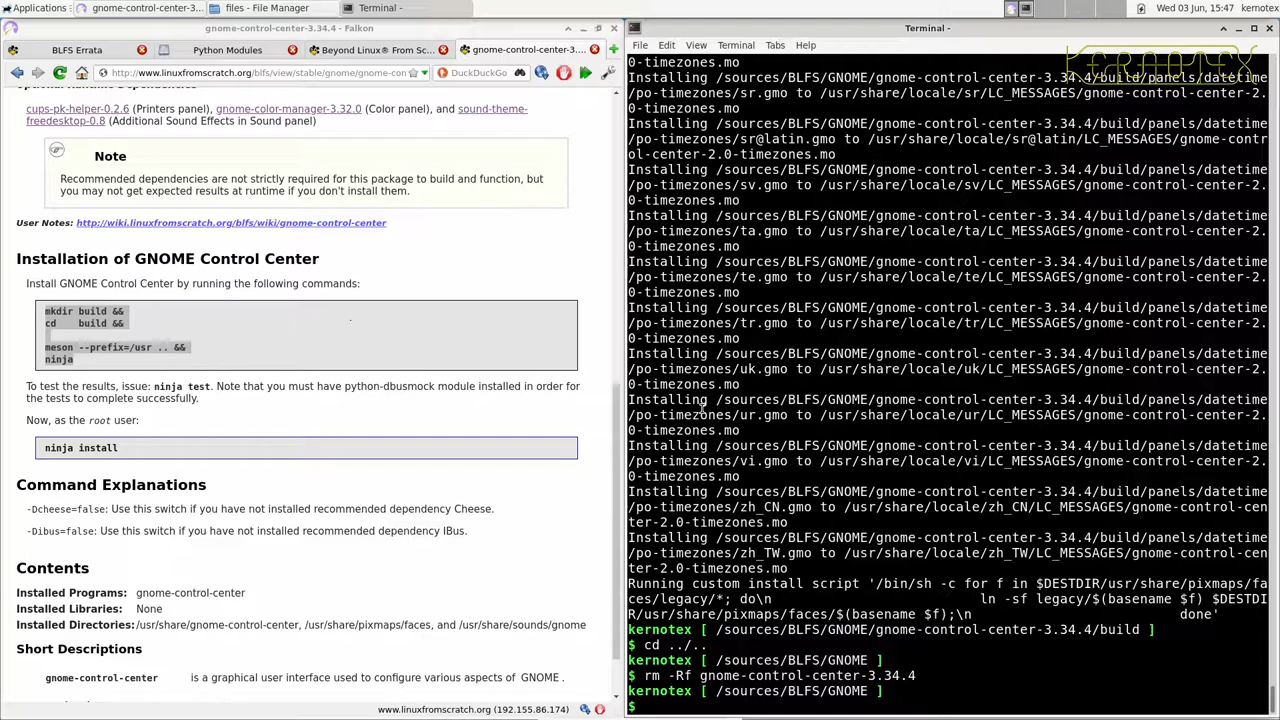 gnome-control-center-3....
files - File Manager
Terminal -
Wed 03 Jun, 15:47
kernotex
gnome-control-center-3.34.4 - Falkon
BLFS Errata
Python Modules
Beyond Linux® From Sc...
gnome-control-center-3....
http://www.linuxfromscratch.org/blfs/view/stable/gnome/gnome-con
DuckDuckGo
cups-pk-helper-0.2.6 (Printers panel), gnome-color-manager-3.32.0 (Color panel), and sound-theme-
freedesktop-0.8 (Additional Sound Effects in Sound panel)
Note
Recommended dependencies are not strictly required for this package to build and function, but
you may not get expected results at runtime if you don't install them.
User Notes: http://wiki.linuxfromscratch.org/blfs/wiki/gnome-control-center
Installation of GNOME Control Center
Install GNOME Control Center by running the following commands:
mkdir build &&
cd    build &&
meson --prefix=/usr .. &&
ninja
To test the results, issue: ninja test. Note that you must have python-dbusmock module installed in order for
the tests to complete successfully.
Now, as the root user:
ninja install
Command Explanations
-Dcheese=false: Use this switch if you have not installed recommended dependency Cheese.
-Dibus=false: Use this switch if you have not installed recommended dependency IBus.
Contents
Installed Programs: gnome-control-center
Installed Libraries: None
Installed Directories: /usr/share/gnome-control-center, /usr/share/pixmaps/faces, and /usr/share/sounds/gnome
Short Descriptions
gnome-control-center is a graphical user interface used to configure various aspects of GNOME .
www.linuxfromscratch.org (192.155.86.174)
Terminal -
File Edit View Terminal Tabs Help
KERNOTEX
0-timezones.mo
Installing /sources/BLFS/GNOME/gnome-control-center-3.34.4/build/panels/datetime
/po-timezones/sr.gmo to /usr/share/locale/sr/LC_MESSAGES/gnome-control-center-2.
0-timezones.mo
Installing /sources/BLFS/GNOME/gnome-control-center-3.34.4/build/panels/datetime
/po-timezones/sr@latin.gmo to /usr/share/locale/sr@latin/LC_MESSAGES/gnome-contr
ol-center-2.0-timezones.mo
Installing /sources/BLFS/GNOME/gnome-control-center-3.34.4/build/panels/datetime
/po-timezones/sv.gmo to /usr/share/locale/sv/LC_MESSAGES/gnome-control-center-2.
0-timezones.mo
Installing /sources/BLFS/GNOME/gnome-control-center-3.34.4/build/panels/datetime
/po-timezones/ta.gmo to /usr/share/locale/ta/LC_MESSAGES/gnome-control-center-2.
0-timezones.mo
Installing /sources/BLFS/GNOME/gnome-control-center-3.34.4/build/panels/datetime
/po-timezones/te.gmo to /usr/share/locale/te/LC_MESSAGES/gnome-control-center-2.
0-timezones.mo
Installing /sources/BLFS/GNOME/gnome-control-center-3.34.4/build/panels/datetime
/po-timezones/tr.gmo to /usr/share/locale/tr/LC_MESSAGES/gnome-control-center-2.
0-timezones.mo
Installing /sources/BLFS/GNOME/gnome-control-center-3.34.4/build/panels/datetime
/po-timezones/uk.gmo to /usr/share/locale/uk/LC_MESSAGES/gnome-control-center-2.
0-timezones.mo
Installing /sources/BLFS/GNOME/gnome-control-center-3.34.4/build/panels/datetime
/po-timezones/ur.gmo to /usr/share/locale/ur/LC_MESSAGES/gnome-control-center-2.
0-timezones.mo
Installing /sources/BLFS/GNOME/gnome-control-center-3.34.4/build/panels/datetime
/po-timezones/vi.gmo to /usr/share/locale/vi/LC_MESSAGES/gnome-control-center-2.
0-timezones.mo
Installing /sources/BLFS/GNOME/gnome-control-center-3.34.4/build/panels/datetime
/po-timezones/zh_CN.gmo to /usr/share/locale/zh_CN/LC_MESSAGES/gnome-control-cen
ter-2.0-timezones.mo
Installing /sources/BLFS/GNOME/gnome-control-center-3.34.4/build/panels/datetime
/po-timezones/zh_TW.gmo to /usr/share/locale/zh_TW/LC_MESSAGES/gnome-control-cen
ter-2.0-timezones.mo
Running custom install script '/bin/sh -c for f in $DESTDIR/usr/share/pixmaps/fa
ces/legacy/*; do\n                           ln -sf legacy/$(basename $f) $DESTDI
R/usr/share/pixmaps/faces/$(basename $f);\n                           done'
kernotex [ /sources/BLFS/GNOME/gnome-control-center-3.34.4/build ]
$ cd ../..
kernotex [ /sources/BLFS/GNOME ]
$ rm -Rf gnome-control-center-3.34.4
kernotex [ /sources/BLFS/GNOME ]
$